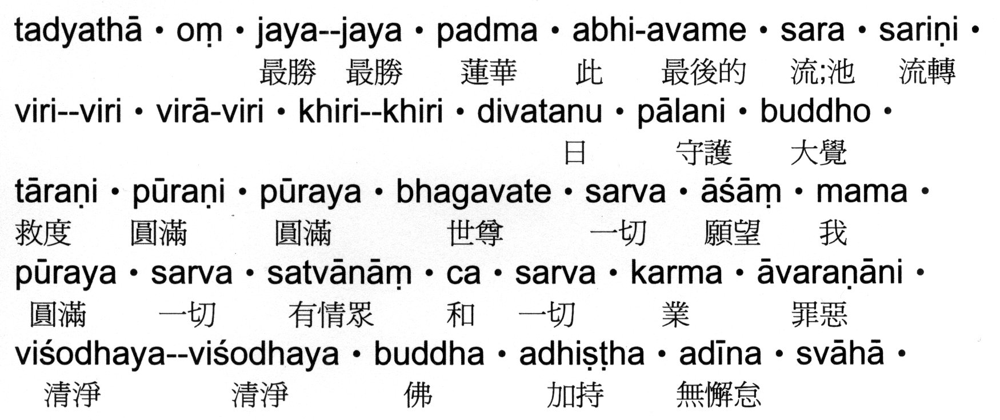 tadyathā • oṃ • jaya--jaya • padma • abhi-avame • sara • sariṇi •
最勝 最勝 蓮華 此 最後的 流;池 流轉
viri--viri • virā-viri • khiri--khiri • divatanu • pālani • buddho •
日 守護 大覺
tāraṇi • pūraṇi • pūraya • bhagavate • sarva • āśāṃ • mama •
救度 圓滿 圓滿 世尊 一切 願望 我
pūraya • sarva • satvānāṃ • ca • sarva • karma • āvaraṇāni •
圓滿 一切 有情眾 和 一切 業 罪惡
viśodhaya--viśodhaya • buddha • adhiṣṭha • adīna • svāhā •
清淨 清淨 佛 加持 無懈怠